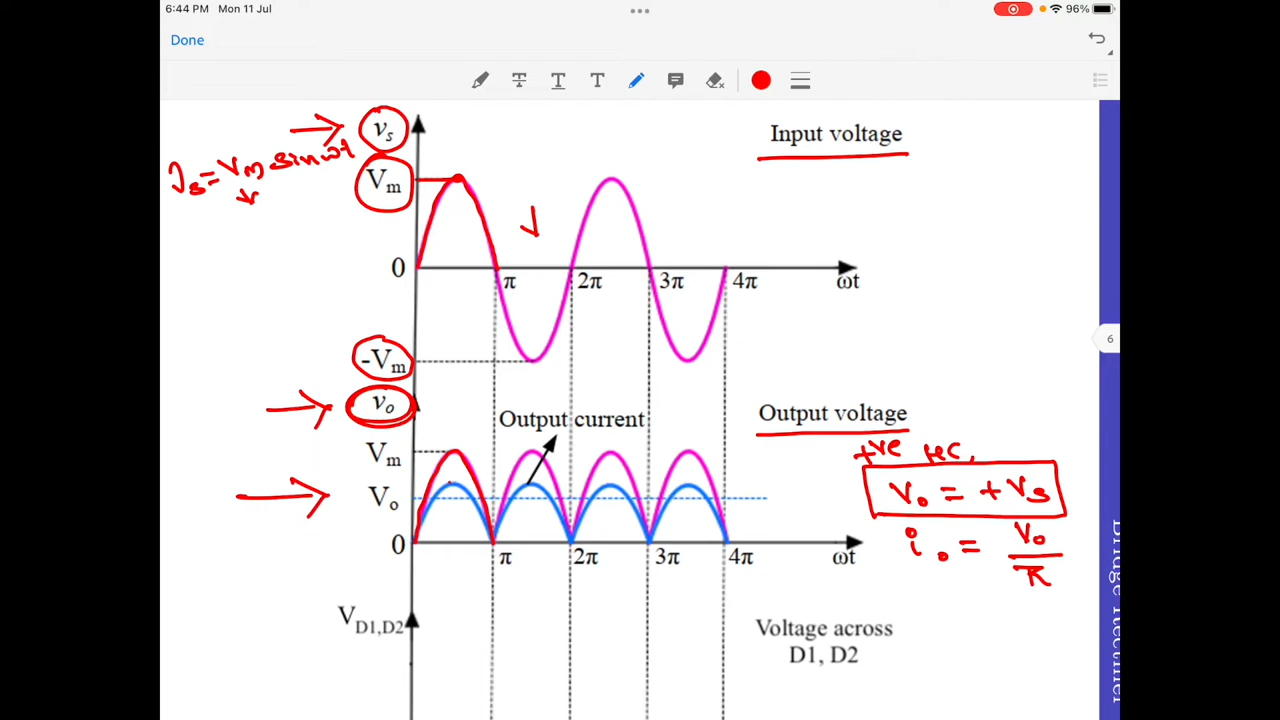 6:44 PM Mon 11 Jul
96%
Done
vs
Input voltage
vs = Vm sin ωt
Vm
0
π 2π 3π 4π ωt
-Vm
6
vo
Output current
Output voltage
+ve
Vm
Vo
vo = +vs
0
io = vo
R
π 2π 3π 4π ωt
VD1,D2
Voltage across
D1, D2
Bridge Rectifier